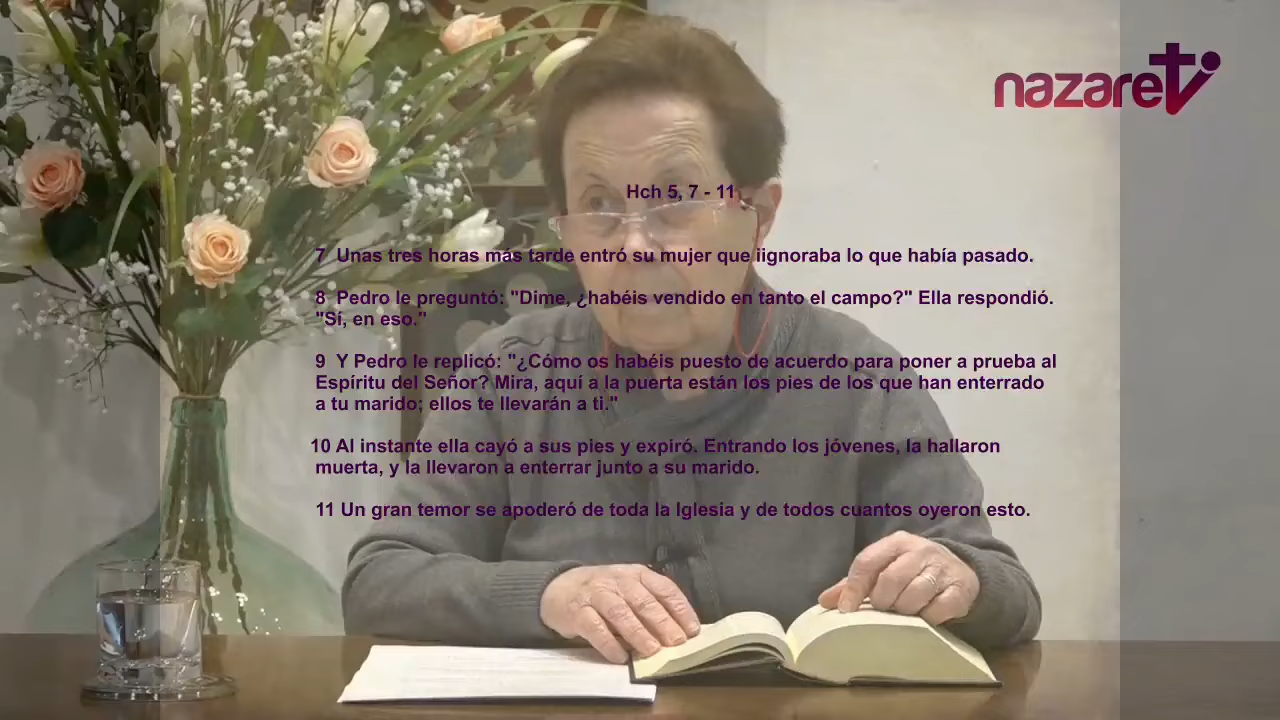 nazaretv
Hch 5, 7 - 11
7 Unas tres horas más tarde entró su mujer que iignoraba lo que había pasado.
8 Pedro le preguntó: "Dime, ¿habéis vendido en tanto el campo?" Ella respondió.
"Sí, en eso."
9 Y Pedro le replicó: "¿Cómo os habéis puesto de acuerdo para poner a prueba al
Espíritu del Señor? Mira, aquí a la puerta están los pies de los que han enterrado
a tu marido; ellos te llevarán a ti."
10 Al instante ella cayó a sus pies y expiró. Entrando los jóvenes, la hallaron
muerta, y la llevaron a enterrar junto a su marido.
11 Un gran temor se apoderó de toda la Iglesia y de todos cuantos oyeron esto.